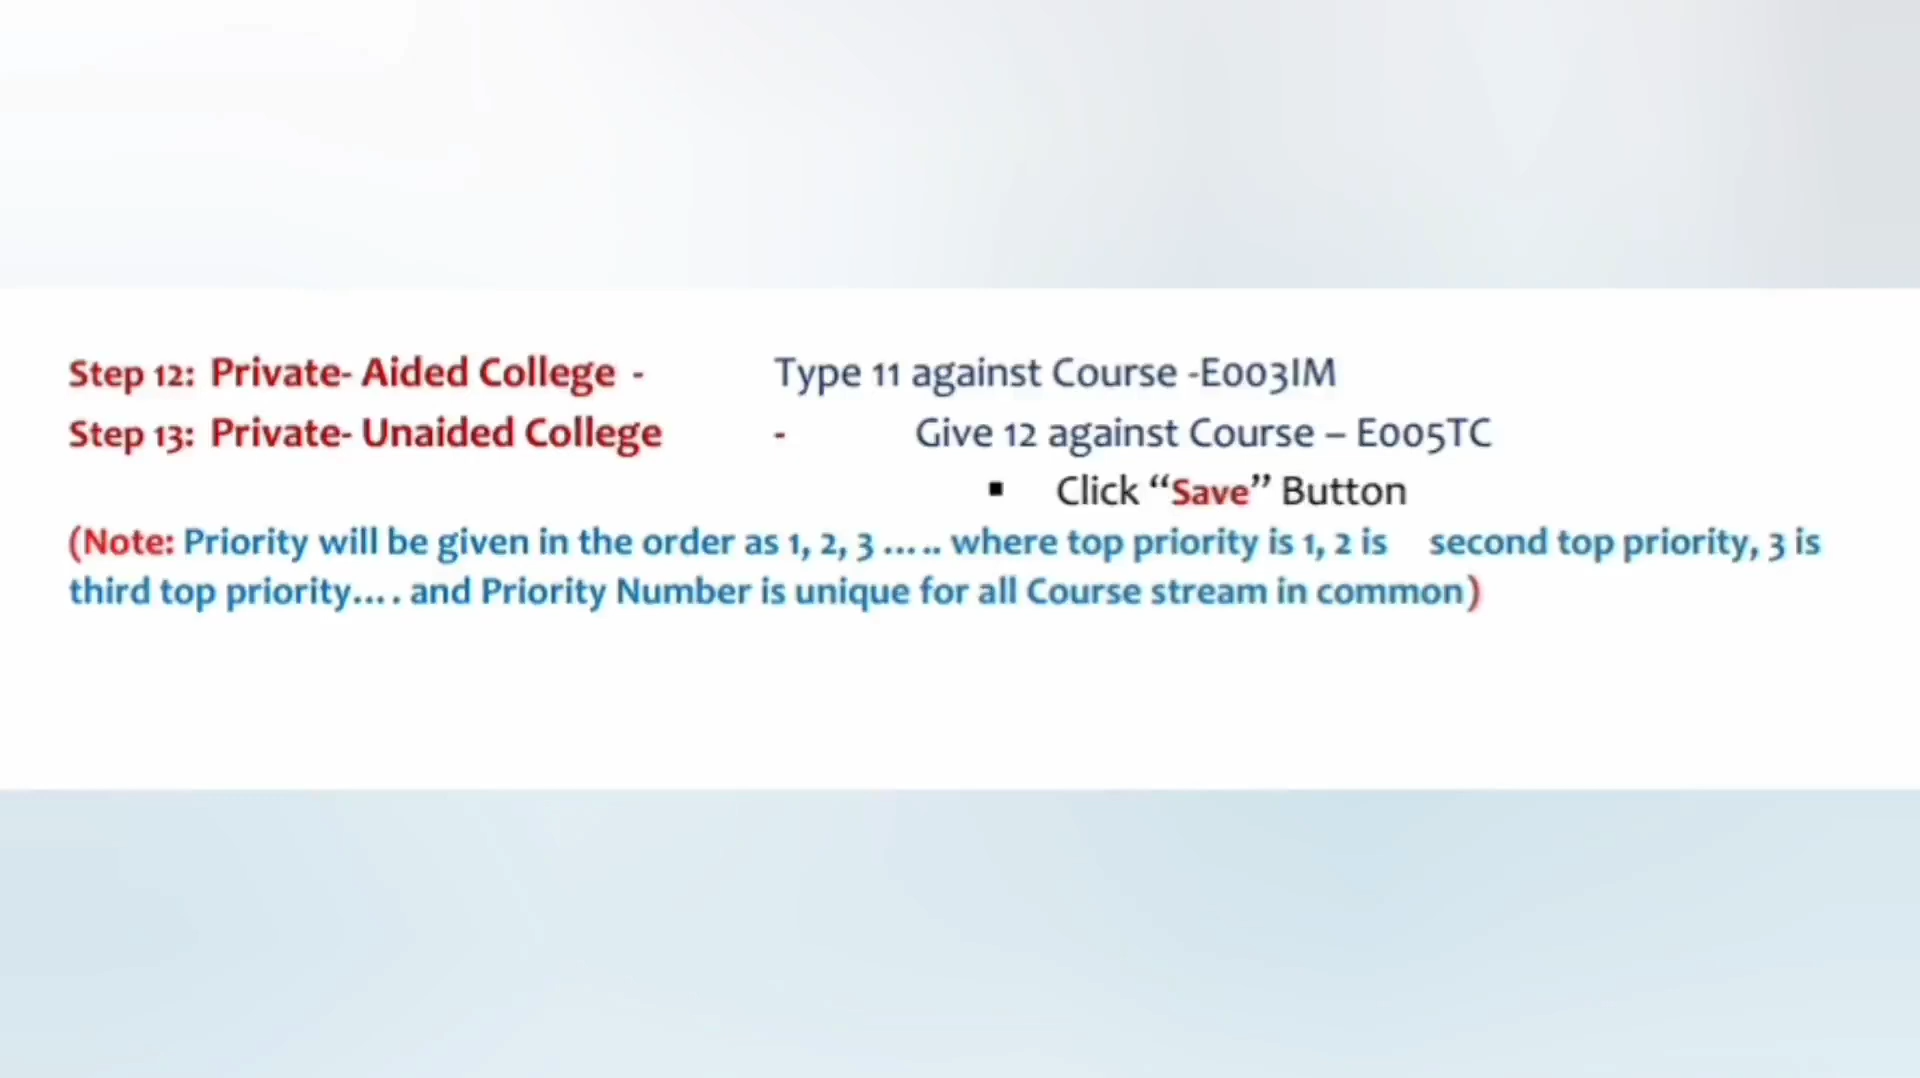 Step 12: Private- Aided College - Type 11 against Course -E003IM
Step 13: Private- Unaided College - Give 12 against Course – E005TC
▪ Click “Save” Button
(Note: Priority will be given in the order as 1, 2, 3 ….. where top priority is 1, 2 is second top priority, 3 is
third top priority…. and Priority Number is unique for all Course stream in common)